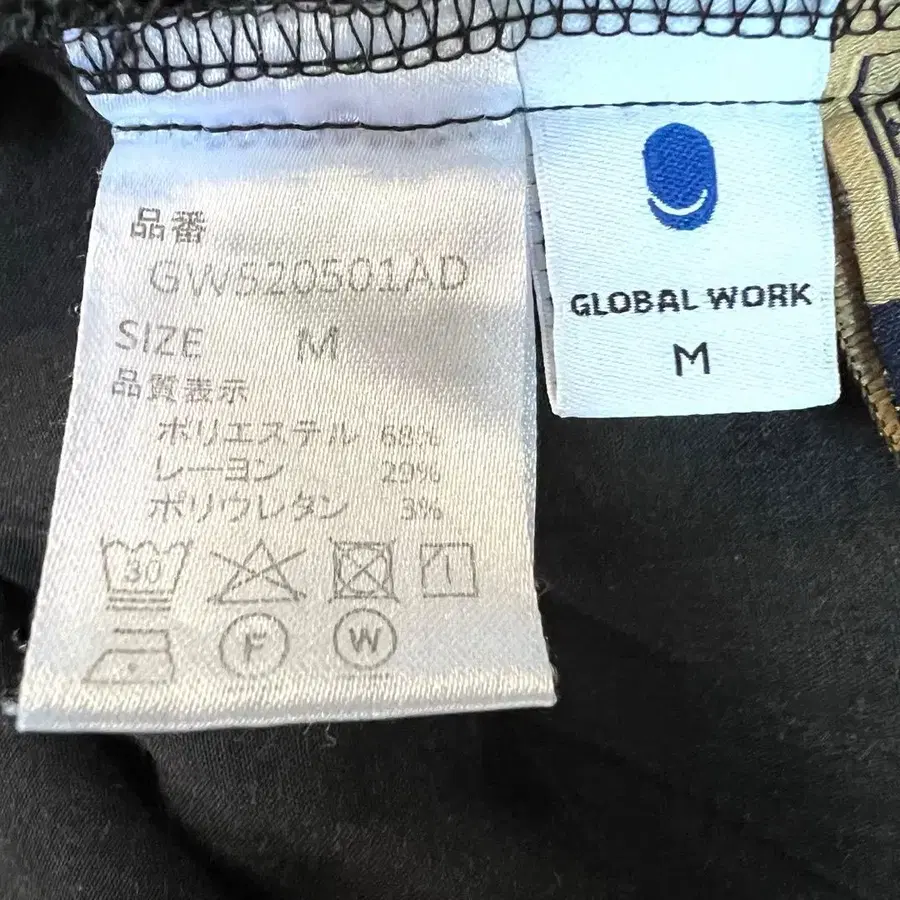 品番
GW520501AD
SIZE M
品質表示
ポリエステル 68%
レーヨン 29%
ポリウレタン 3%
30
F W
GLOBAL WORK
M